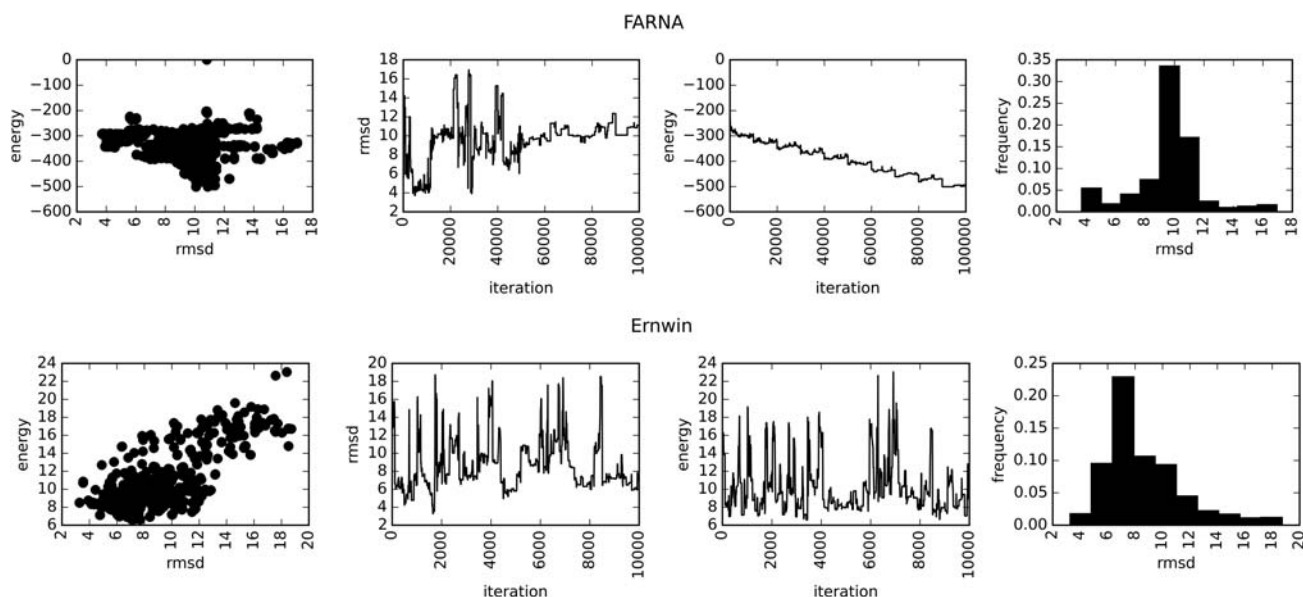 FARNA
0
−100
−200
−300
−400
−500
−600
energy
2 4 6 8 10 12 14 16 18
rmsd
18
16
14
12
10
8
6
4
2
rmsd
0 20000 40000 60000 80000 100000
iteration
0
−100
−200
−300
−400
−500
−600
energy
0 20000 40000 60000 80000 100000
iteration
0.35
0.30
0.25
0.20
0.15
0.10
0.05
0.00
frequency
2 4 6 8 10 12 14 16 18
rmsd
Ernwin
24
22
20
18
16
14
12
10
8
6
energy
2 4 6 8 10 12 14 16 18 20
rmsd
20
18
16
14
12
10
8
6
4
2
rmsd
0 2000 4000 6000 8000 10000
iteration
24
22
20
18
16
14
12
10
8
6
energy
0 2000 4000 6000 8000 10000
iteration
0.25
0.20
0.15
0.10
0.05
0.00
frequency
2 4 6 8 10 12 14 16 18 20
rmsd